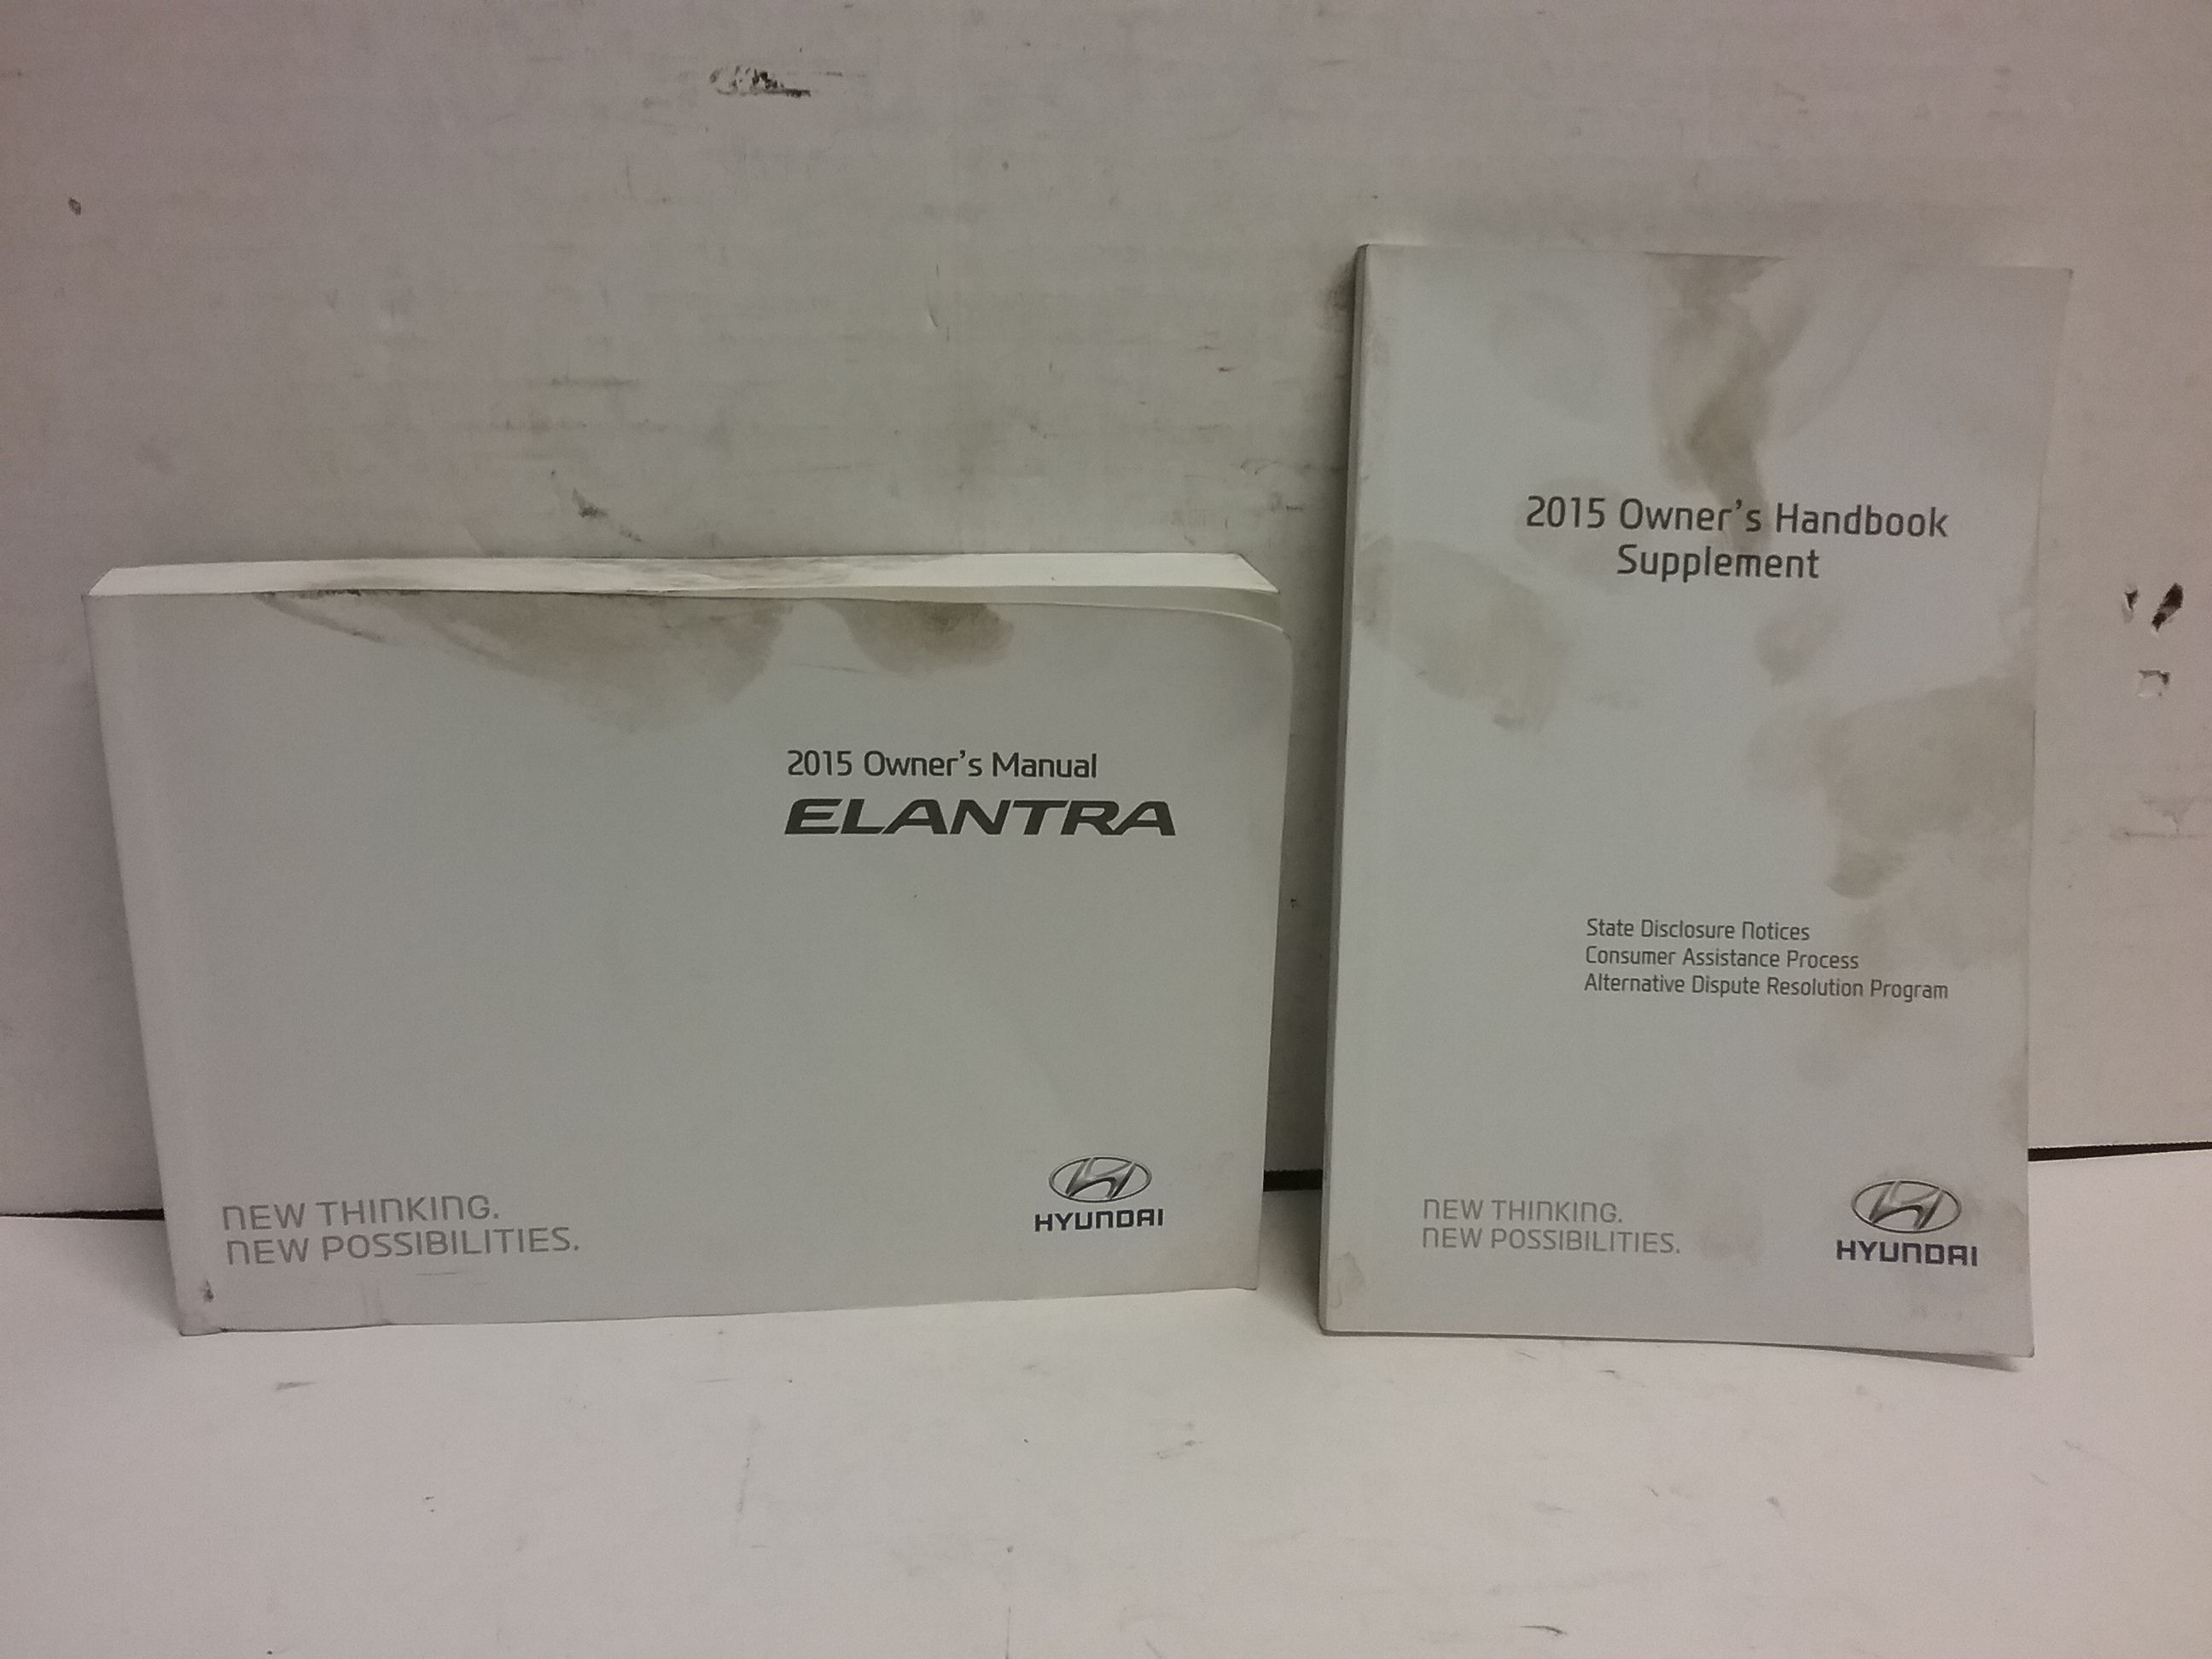 2015 Owner's Manual
ELANTRA
NEW THINKING.
NEW POSSIBILITIES.
HYUNDAI
2015 Owner's Handbook
Supplement
State Disclosure Notices
Consumer Assistance Process
Alternative Dispute Resolution Program
NEW THINKING.
NEW POSSIBILITIES.
HYUNDAI